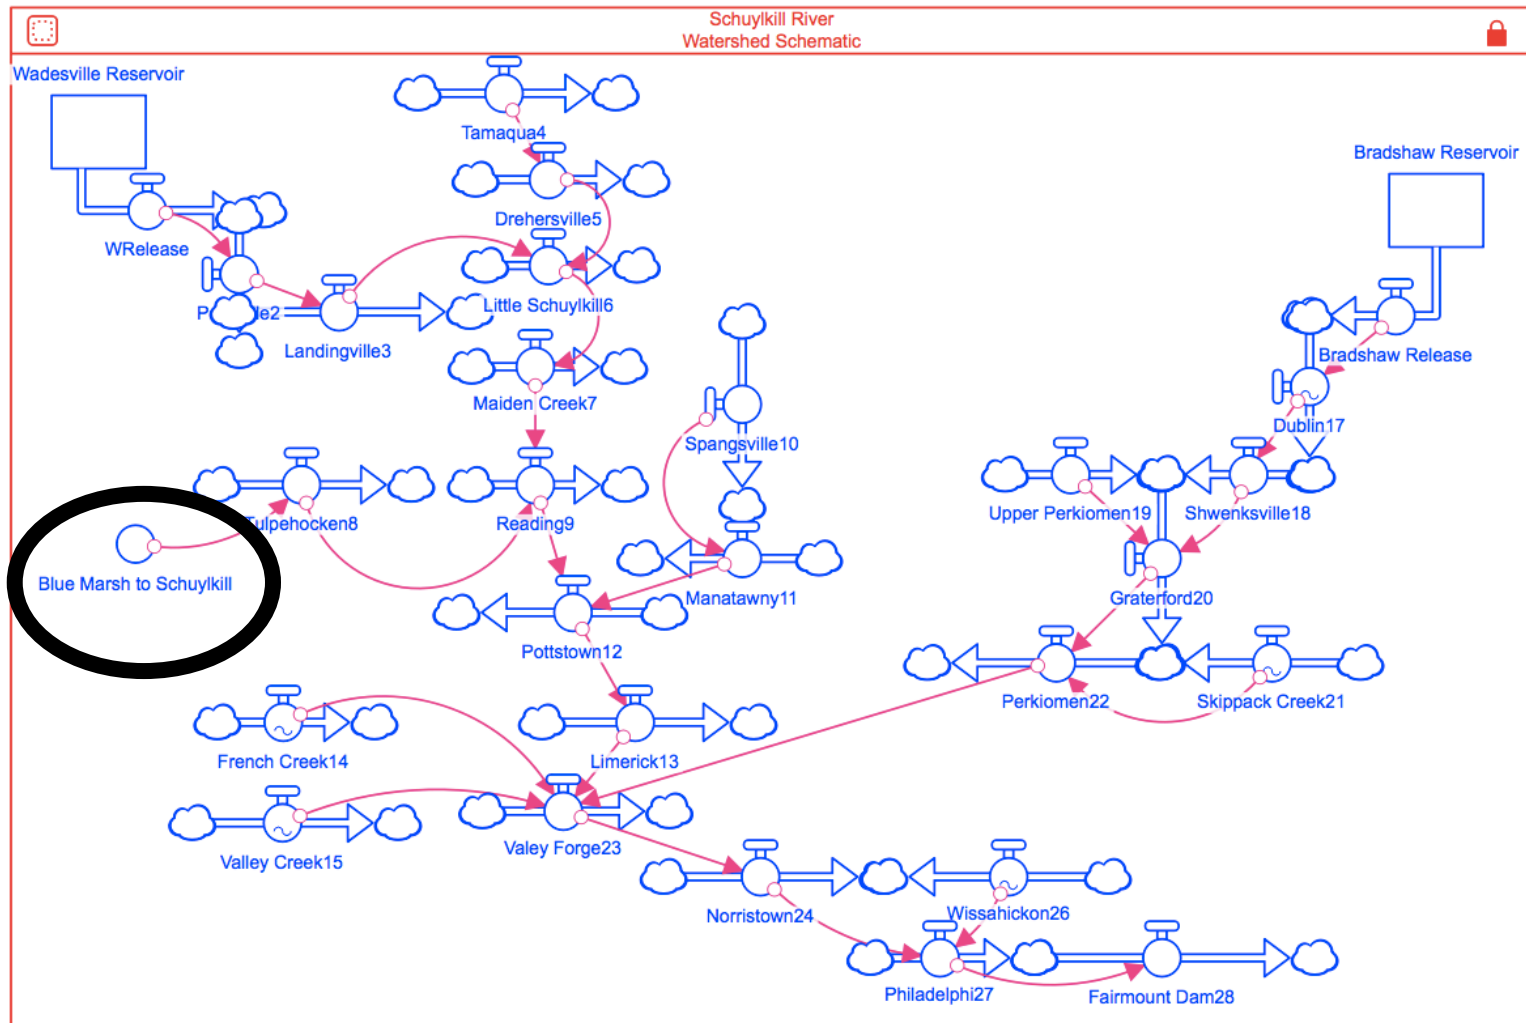 Schuylkill River
Watershed Schematic
Wadesville Reservoir
Tamaqua4
Bradshaw Reservoir
Drehersville5
WRelease
Little Schuylkill6
Landingville3
Bradshaw Release
Maiden Creek7
Dublin17
Spangsville10
Upper Perkiomen19
Shwenksville18
Tulpehocken8
Reading9
Blue Marsh to Schuylkill
Manatawny11
Graterford20
Pottstown12
Perkiomen22
Skippack Creek21
French Creek14
Limerick13
Valey Forge23
Valley Creek15
Norristown24
Wissahickon26
Philadelphi27
Fairmount Dam28